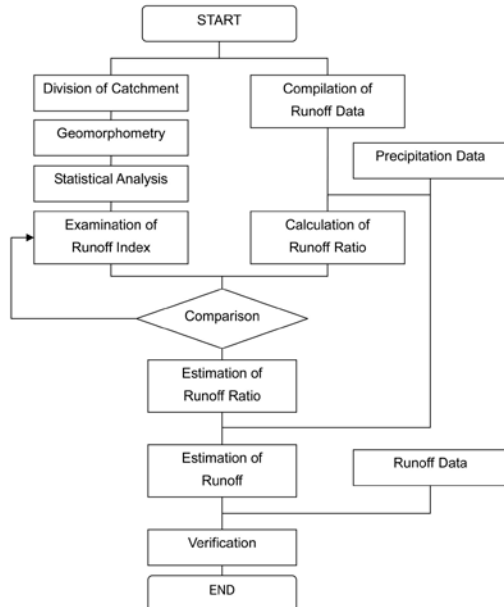 START
Division of Catchment
Geomorphometry
Statistical Analysis
Examination of
Runoff Index
Compilation of
Runoff Data
Precipitation Data
Calculation of
Runoff Ratio
Comparison
Estimation of
Runoff Ratio
Estimation of
Runoff
Runoff Data
Verification
END